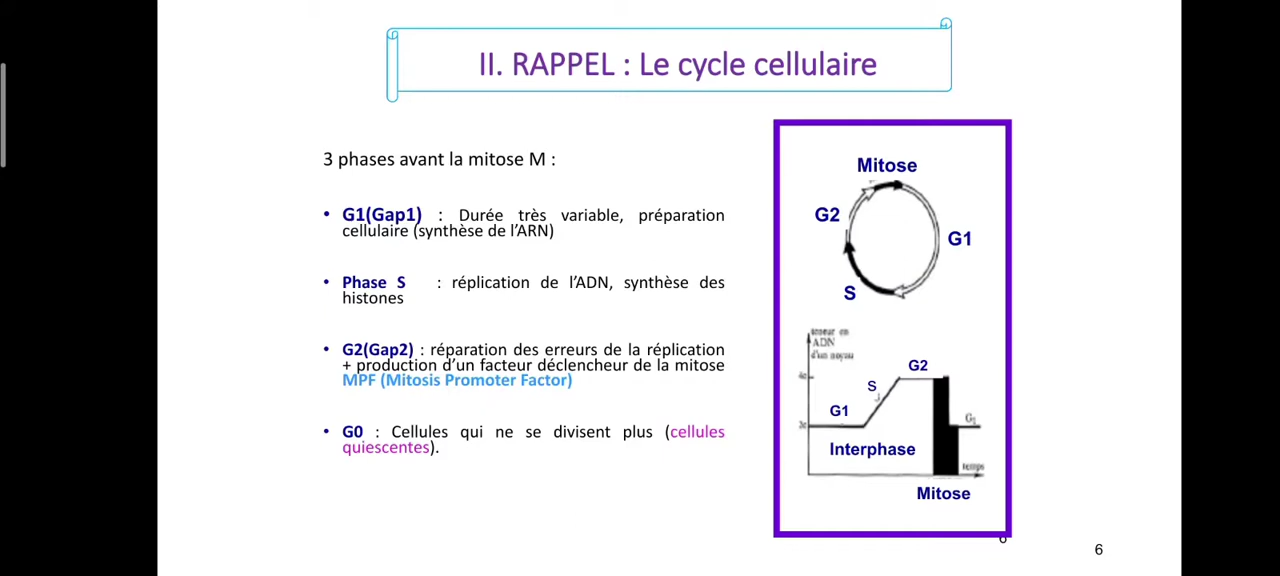 II. RAPPEL : Le cycle cellulaire
3 phases avant la mitose M :
• G1(Gap1) : Durée très variable, préparation
cellulaire (synthèse de l’ARN)
• Phase S : réplication de l’ADN, synthèse des
histones
• G2(Gap2) : réparation des erreurs de la réplication
+ production d’un facteur déclencheur de la mitose
MPF (Mitosis Promoter Factor)
• G0 : Cellules qui ne se divisent plus (cellules
quiescentes).
Mitose
G2
G1
S
teneur en
ADN
d'un noyau
G2
S
G1
G1
Interphase
temps
Mitose
6
6